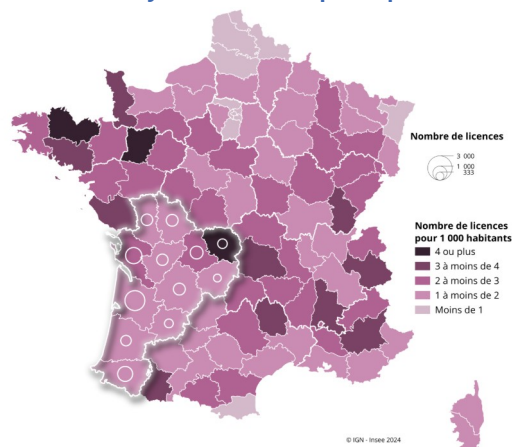 Nombre de licences
3 000
1 000
333
Nombre de licences
pour 1 000 habitants
4 ou plus
3 à moins de 4
2 à moins de 3
1 à moins de 2
Moins de 1
© IGN - Insee 2024